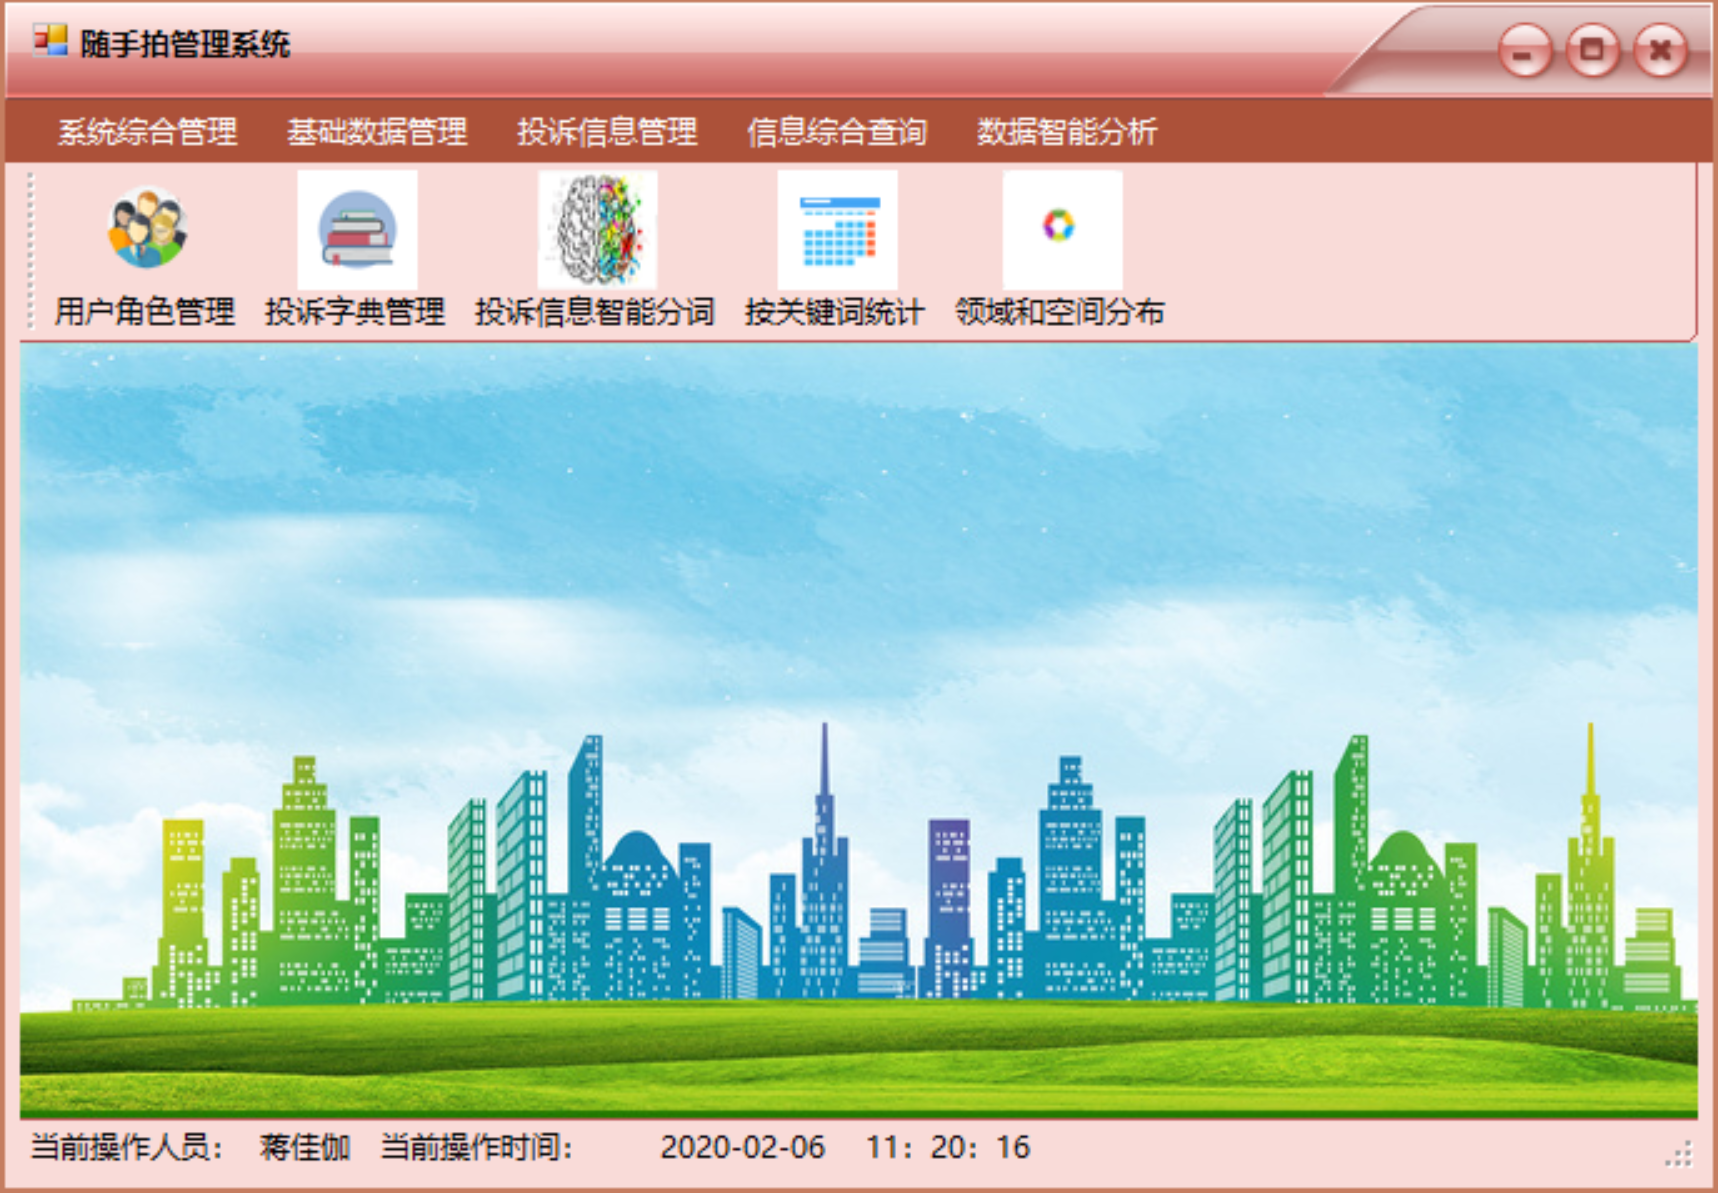 随手拍管理系统
系统综合管理 基础数据管理 投诉信息管理 信息综合查询 数据智能分析
用户角色管理 投诉字典管理 投诉信息智能分词 按关键词统计 领域和空间分布
当前操作人员： 蒋佳伽 当前操作时间： 2020-02-06 11：20：16